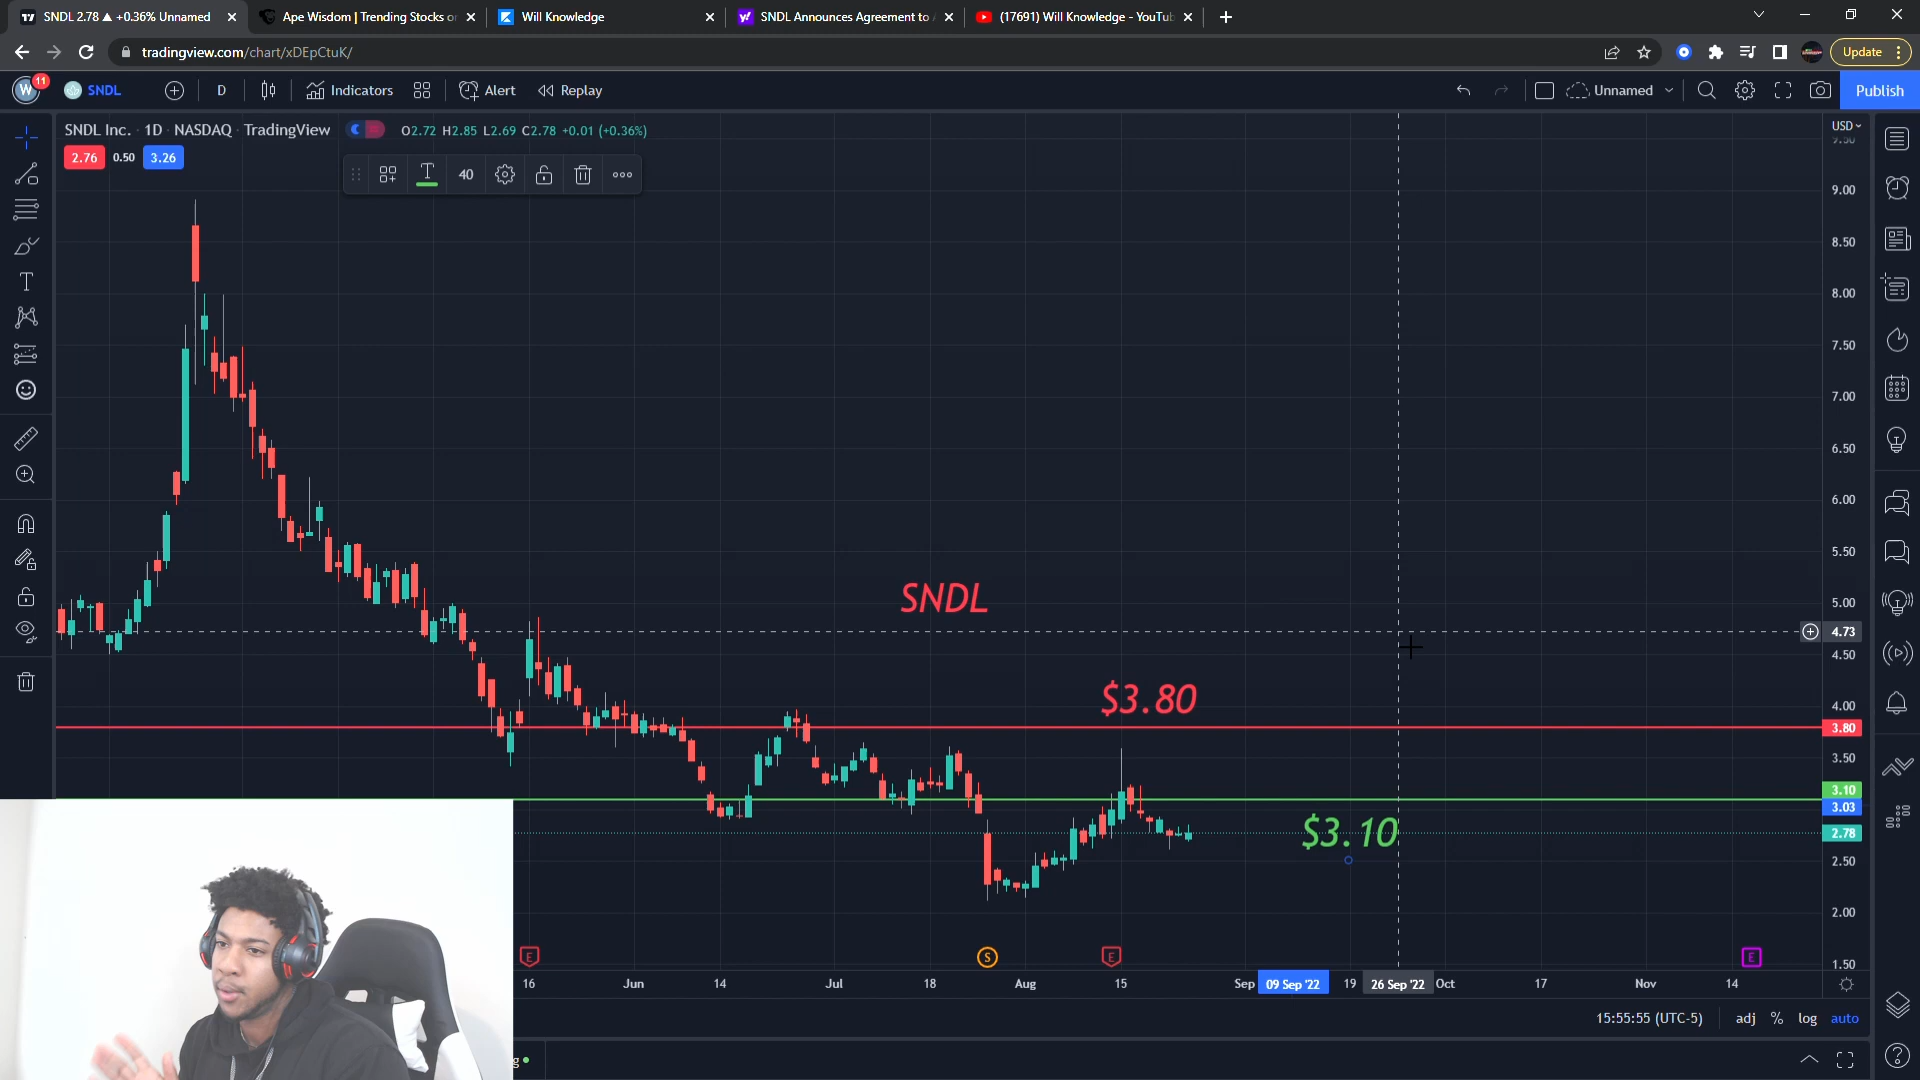 SNDL 2.78 ▲ +0.36% Unnamed
Ape Wisdom | Trending Stocks or
Will Knowledge
SNDL Announces Agreement to
(17691) Will Knowledge - YouTu
tradingview.com/chart/xDEpCtuK/
Update
W
11
SNDL
D
Indicators
Alert
Replay
Unnamed
Publish
SNDL Inc. · 1D · NASDAQ · TradingView
O2.72 H2.85 L2.69 C2.78 +0.01 (+0.36%)
2.76
0.50
3.26
T
40
USD
9.50
9.00
8.50
8.00
7.50
7.00
6.50
6.00
5.50
5.00
4.73
4.50
4.00
3.80
3.50
3.10
3.03
2.78
2.50
2.00
1.50
SNDL
$3.80
$3.10
E
S
E
E
16
Jun
14
Jul
18
Aug
15
Sep
09 Sep '22
19
26 Sep '22
Oct
17
Nov
14
15:55:55 (UTC-5)
adj
%
log
auto
g